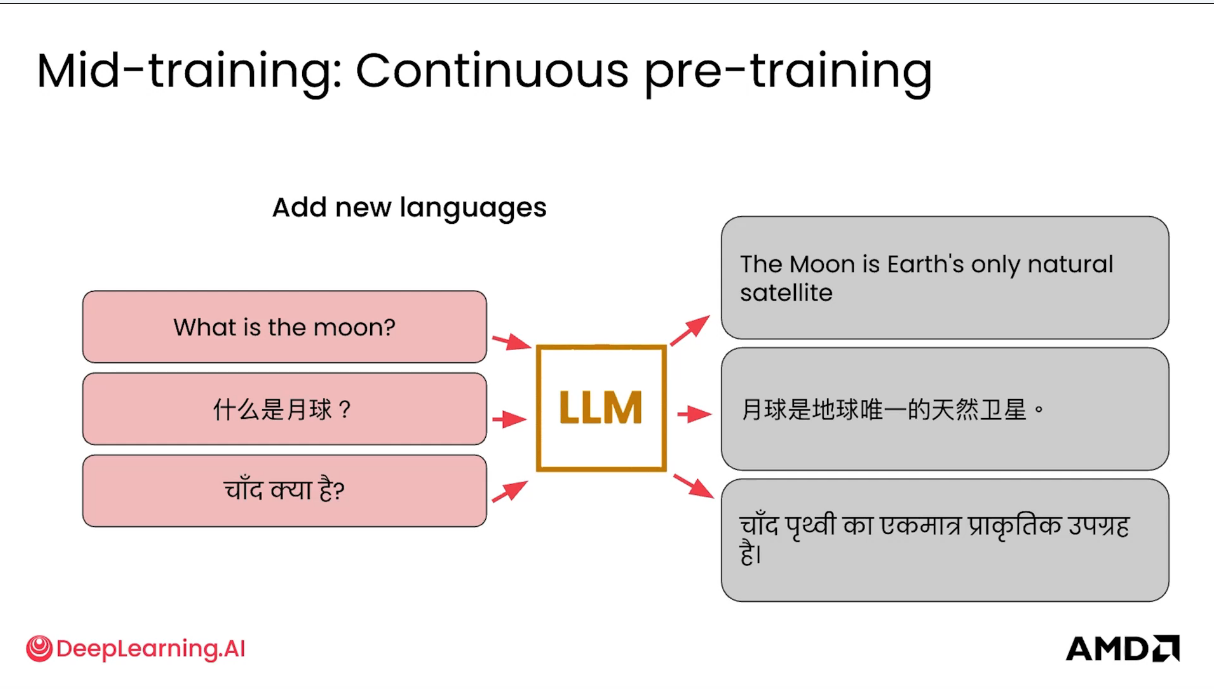 Mid-training: Continuous pre-training
Add new languages
What is the moon?
什么是月球？
चाँद क्या है?
LLM
The Moon is Earth's only natural
satellite
月球是地球唯一的天然卫星。
चाँद पृथ्वी का एकमात्र प्राकृतिक उपग्रह
है।
DeepLearning.AI
AMD